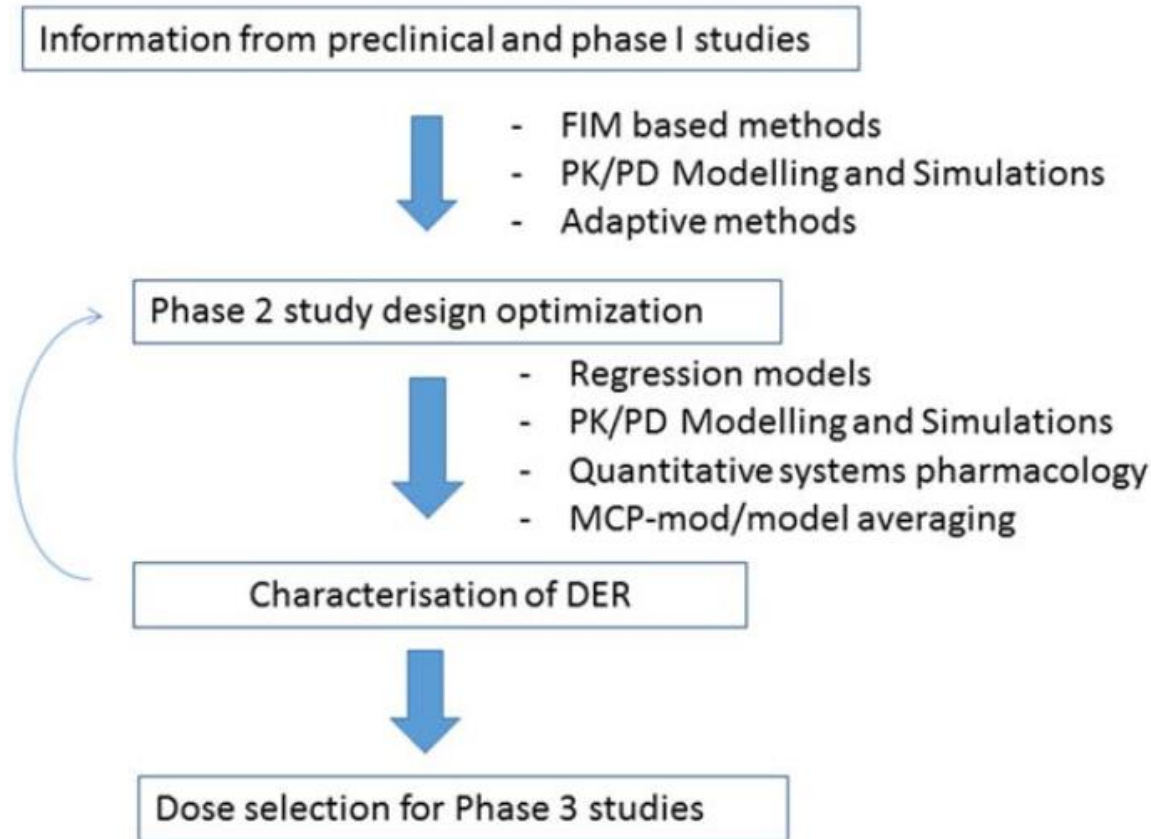 Information from preclinical and phase I studies
- FIM based methods
- PK/PD Modelling and Simulations
- Adaptive methods
Phase 2 study design optimization
- Regression models
- PK/PD Modelling and Simulations
- Quantitative systems pharmacology
- MCP-mod/model averaging
Characterisation of DER
Dose selection for Phase 3 studies